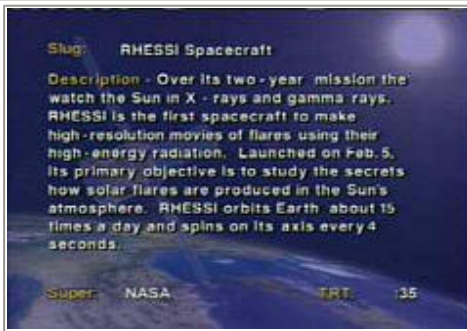 Slug: RHESSI Spacecraft
Description - Over its two-year mission the
watch the Sun in X-rays and gamma rays.
RHESSI is the first spacecraft to make
high-resolution movies of flares using their
high-energy radiation. Launched on Feb. 5,
its primary objective is to study the secrets
how solar flares are produced in the Sun's
atmosphere. RHESSI orbits Earth about 15
times a day and spins on its axis every 4
seconds.
Super: NASA TRT: :35